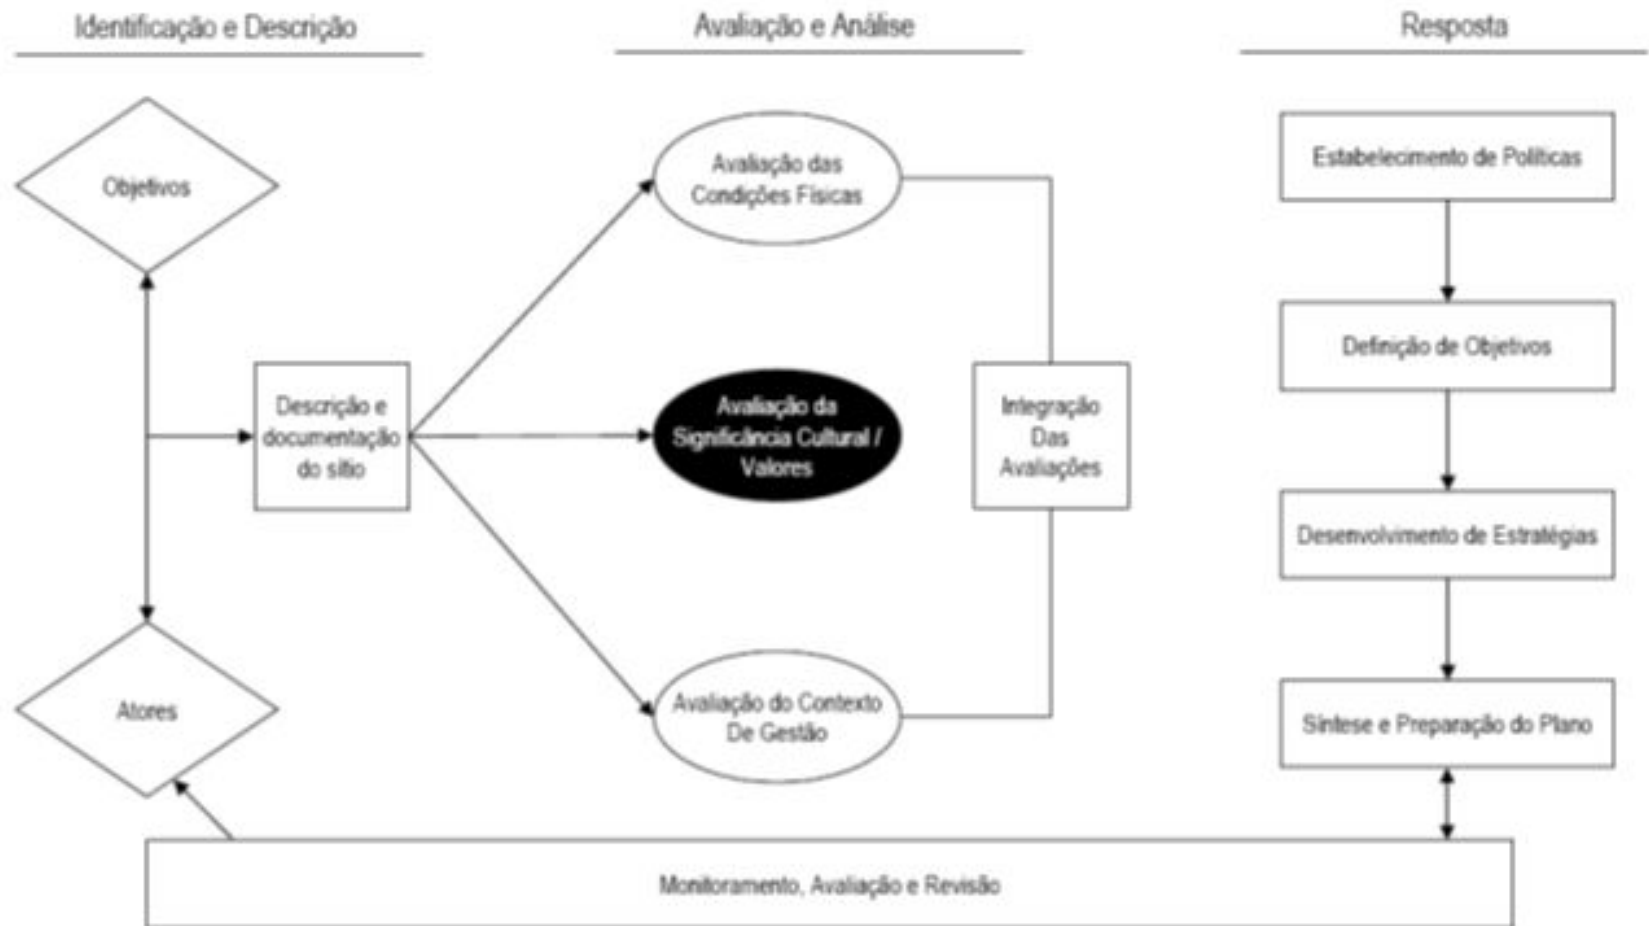 Identificação e Descrição
Avaliação e Análise
Resposta
Objetivos
Descrição e
documentação
do sítio
Atores
Avaliação das
Condições Físicas
Avaliação da
Significância Cultural /
Valores
Avaliação do Contexto
De Gestão
Integração
Das
Avaliações
Estabelecimento de Políticas
Definição de Objetivos
Desenvolvimento de Estratégias
Síntese e Preparação do Plano
Monitoramento, Avaliação e Revisão